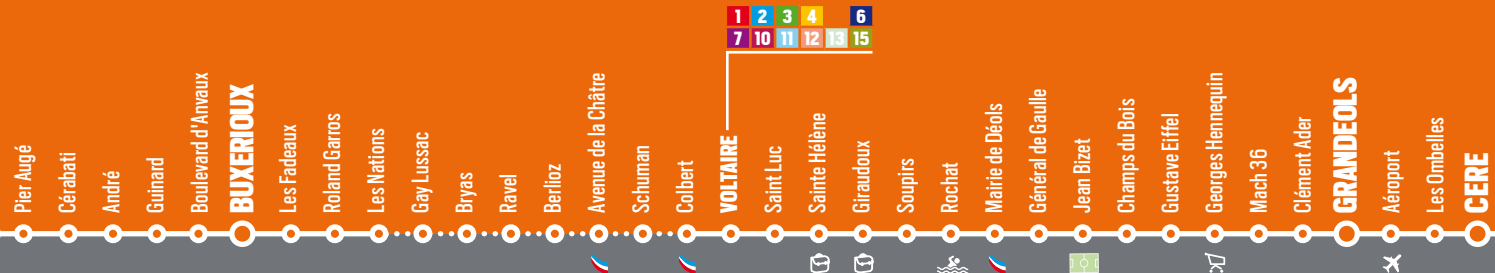 1 2 3 4 6
7 10 11 12 13 15
Pier Augé
Cérabati
André
Guinard
Boulevard d'Anvaux
BUXERIOUX
Les Fadeaux
Roland Garros
Les Nations
Gay Lussac
Bryas
Ravel
Berlioz
Avenue de la Châtre
Schuman
Colbert
VOLTAIRE
Saint Luc
Sainte Hélène
Giraudoux
Soupirs
Rochat
Mairie de Déols
Général de Gaulle
Jean Bizet
Champs du Bois
Gustave Eiffel
Georges Hennequin
Mach 36
Clément Ader
GRANDEOLS
Aéroport
Les Ombelles
CERE